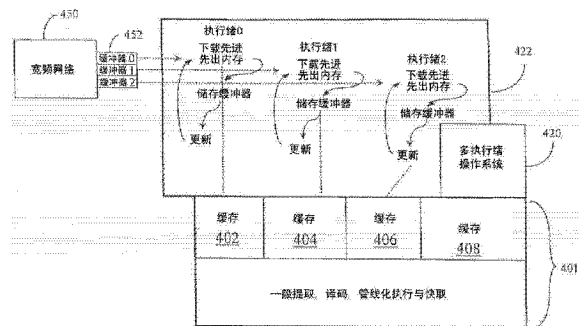 450
452
宽频网络
缓冲器0
缓冲器1
缓冲器2
执行绪0
下载先进
先出内存
储存缓冲器
更新
执行绪1
下载先进
先出内存
储存缓冲器
更新
执行绪2
下载先进
先出内存
储存缓冲器
更新
422
420
多执行绪
操作系统
缓存
402
缓存
404
缓存
406
缓存
408
401
一般提取、译码、管线化执行与快取